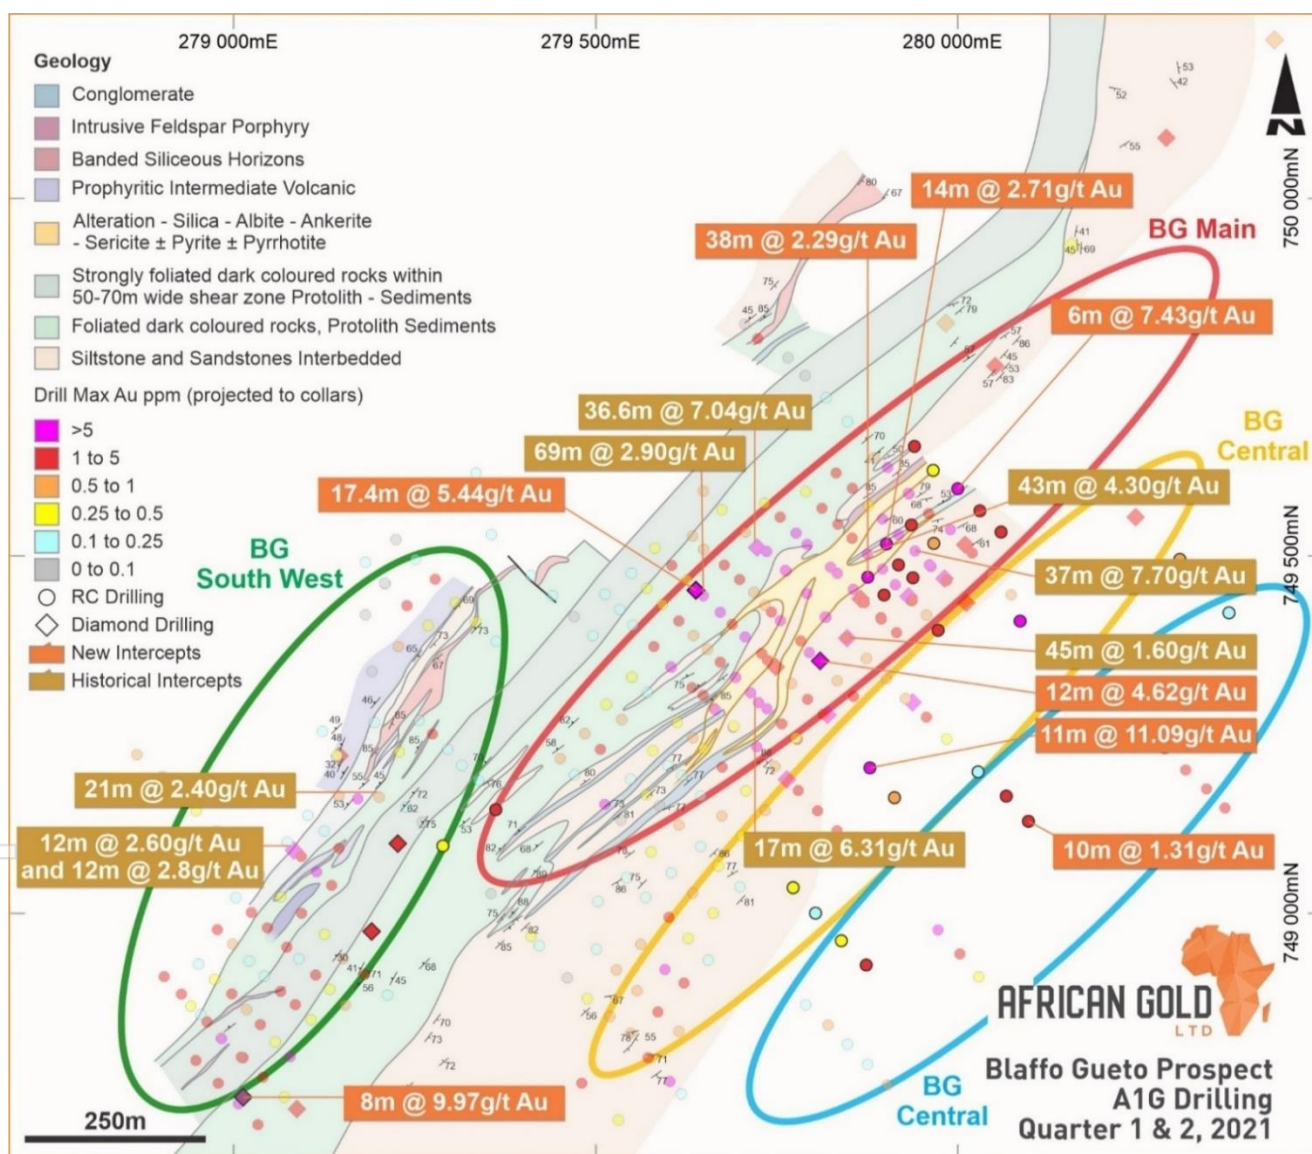 279 000mE
279 500mE
280 000mE
Geology
Conglomerate
Intrusive Feldspar Porphyry
Banded Siliceous Horizons
Prophyritic Intermediate Volcanic
Alteration - Silica - Albite - Ankerite
- Sericite ± Pyrite ± Pyrrhotite
Strongly foliated dark coloured rocks within
50-70m wide shear zone Protolith - Sediments
Foliated dark coloured rocks, Protolith Sediments
Siltstone and Sandstones Interbedded
Drill Max Au ppm (projected to collars)
>5
1 to 5
0.5 to 1
0.25 to 0.5
0.1 to 0.25
0 to 0.1
RC Drilling
Diamond Drilling
New Intercepts
Historical Intercepts
N
750 000mN
749 500mN
749 000mN
14m @ 2.71g/t Au
38m @ 2.29g/t Au
BG Main
6m @ 7.43g/t Au
36.6m @ 7.04g/t Au
69m @ 2.90g/t Au
BG
Central
17.4m @ 5.44g/t Au
43m @ 4.30g/t Au
BG
South West
37m @ 7.70g/t Au
45m @ 1.60g/t Au
12m @ 4.62g/t Au
11m @ 11.09g/t Au
21m @ 2.40g/t Au
12m @ 2.60g/t Au
and 12m @ 2.8g/t Au
17m @ 6.31g/t Au
10m @ 1.31g/t Au
8m @ 9.97g/t Au
BG
Central
250m
AFRICAN GOLD
LTD
Blaffo Gueto Prospect
A1G Drilling
Quarter 1 & 2, 2021